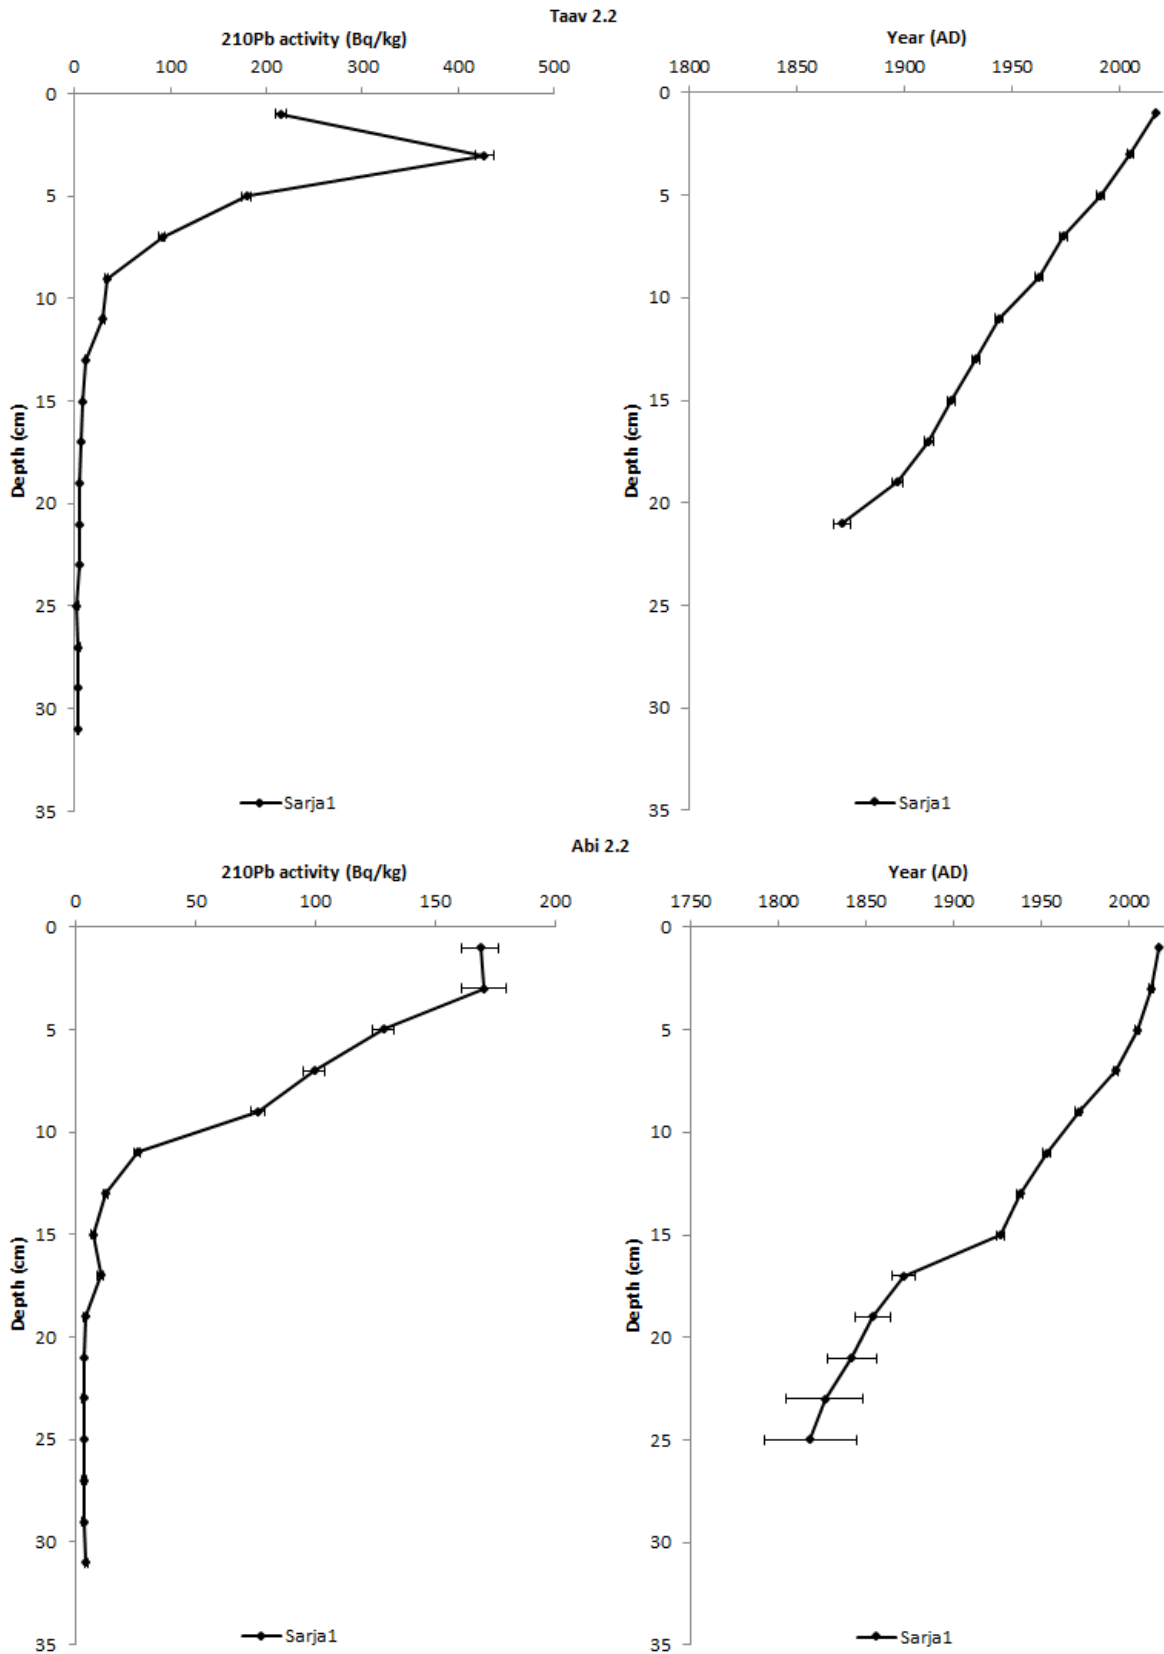 Taav 2.2
210Pb activity (Bq/kg)
0 100 200 300 400 500
0
5
10
15
20
25
30
35
Depth (cm)
Sarja1
Year (AD)
1800 1850 1900 1950 2000
0
5
10
15
20
25
30
35
Depth (cm)
Sarja1
Abi 2.2
210Pb activity (Bq/kg)
0 50 100 150 200
0
5
10
15
20
25
30
35
Depth (cm)
Sarja1
Year (AD)
1750 1800 1850 1900 1950 2000
0
5
10
15
20
25
30
35
Depth (cm)
Sarja1